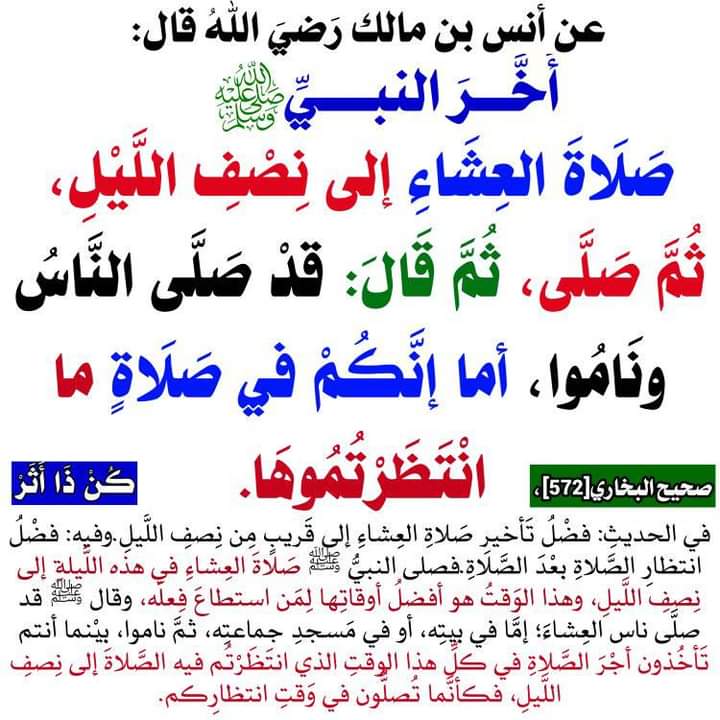 عن أنس بن مالك رَضيَ اللهُ قال:
أَخَّــرَ النبـــيِّ ﷺ
صَلَاةَ العِشَاءِ إلى نِصْفِ اللَّيْلِ،
ثُمَّ صَلَّى، ثُمَّ قَالَ: قدْ صَلَّى النَّاسُ
ونَامُوا، أما إنَّكُمْ في صَلَاةٍ ما
انْتَظَرْتُمُوهَا.
صحيح البخاري[572]،
كُنْ ذَا أَثَرْ
في الحديثِ: فضْلُ تَأخيرِ صَلاةِ العِشاءِ إلى قَريبٍ مِن نِصفِ اللَّيلِ.وفيه: فضْلُ
انتظارِ الصَّلاةِ بعْدَ الصَّلَاةِ.فصلى النبيُّ ﷺ صَلَاةَ العِشاءِ في هذه اللَّيلةِ إلى
نِصفِ اللَّيلِ، وهذا الوَقتُ هو أفضلُ أوقاتِها لِمَن استطاعَ فِعلَه، وقال ﷺ قد
صلَّى ناس العِشاءَ؛ إمَّا في بيتِه، أو في مَسجدِ جماعتِه، ثمَّ ناموا، بيْنما أنتم
تَأخُذون أجْرَ الصَّلاةِ في كلِّ هذا الوقتِ الذي انتَظَرْتُم فيه الصَّلاةَ إلى نِصفِ
اللَّيلِ، فكأنَّما تُصلُّون في وَقتِ انتظارِكم.